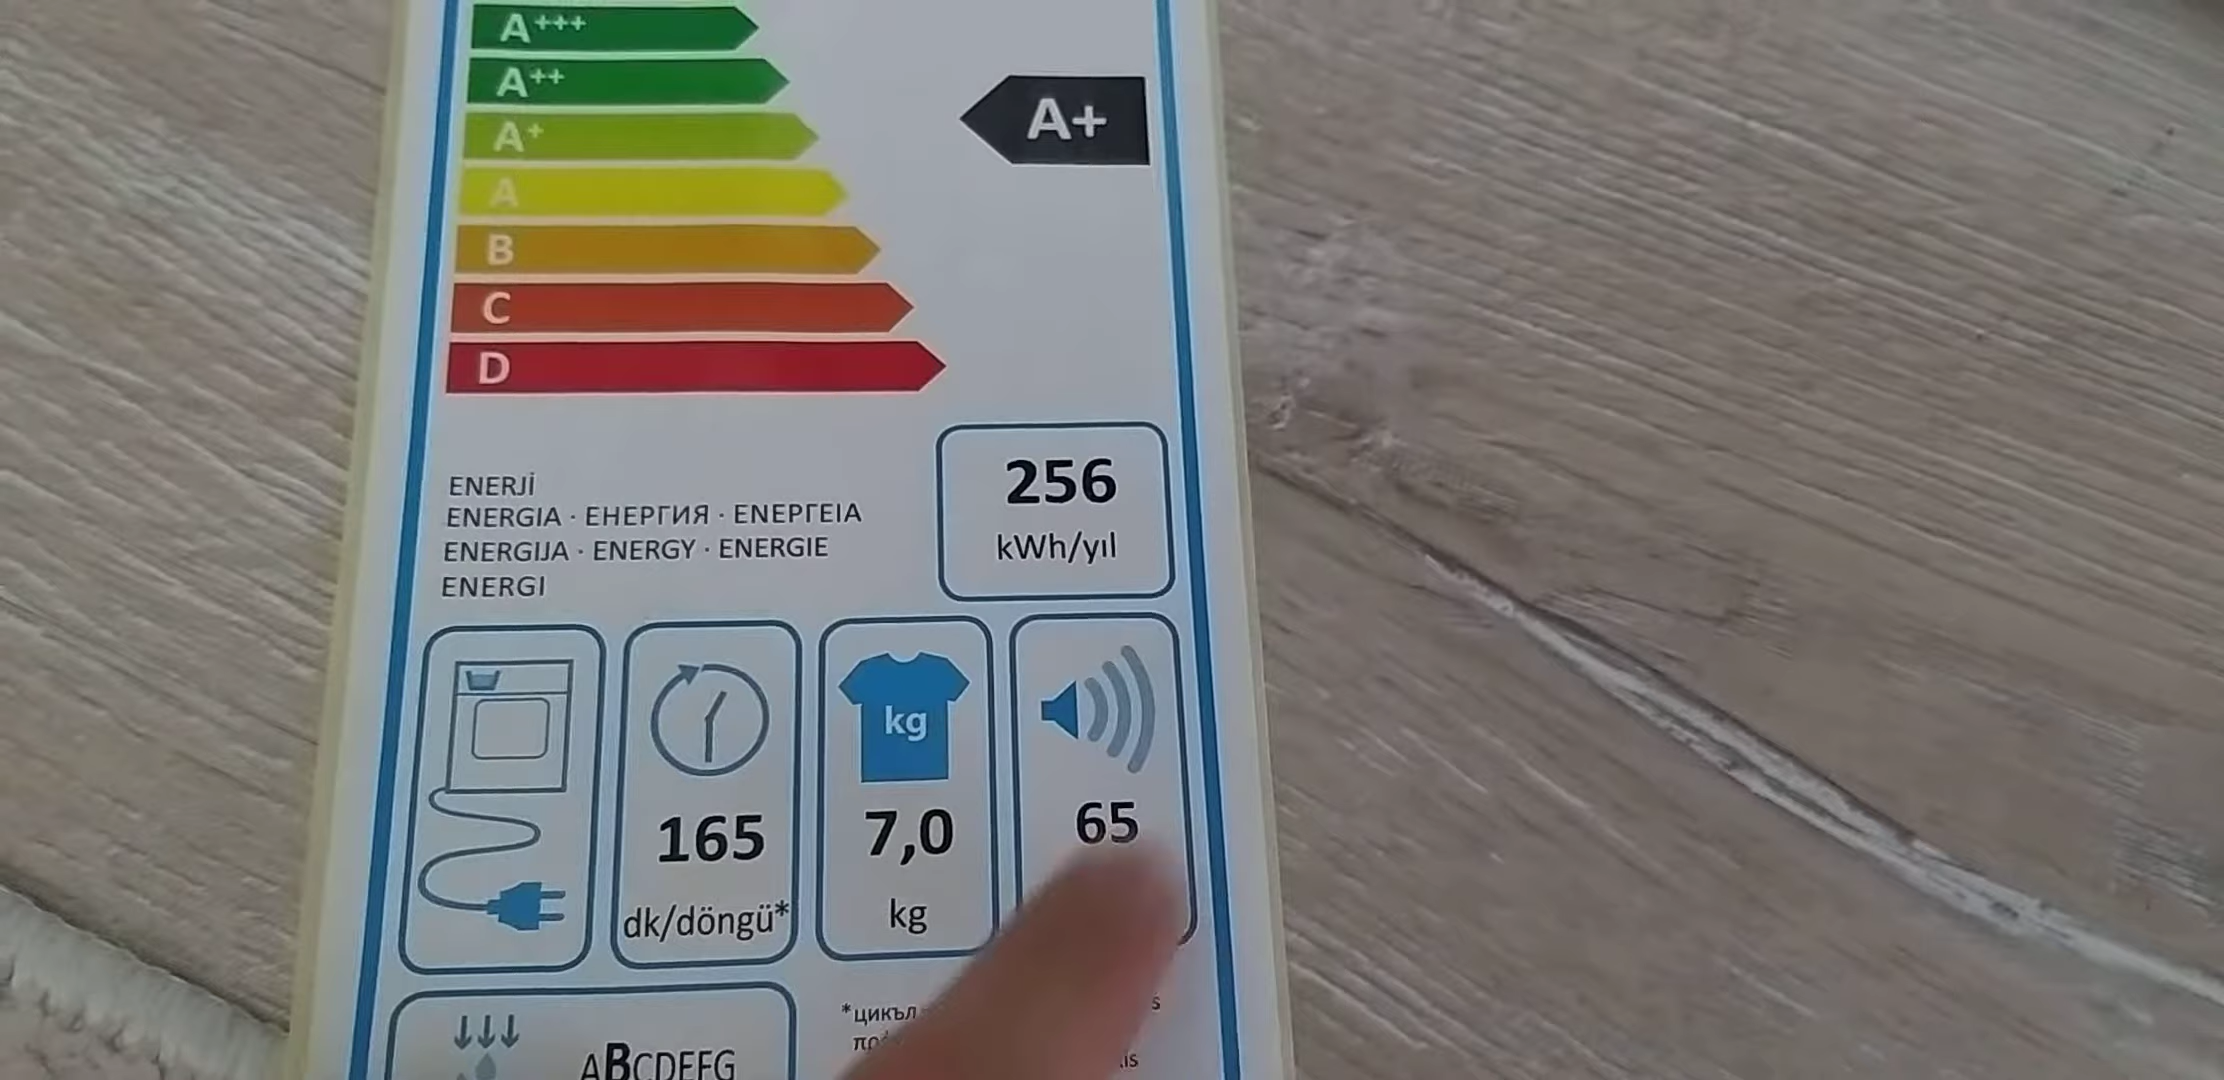 A+++
A++
A+
A+
A
B
C
D
ENERJİ
ENERGIA · ЕНЕРГИЯ · ΕΝΕΡΓΕΙΑ
ENERGIJA · ENERGY · ENERGIE
ENERGI
256
kWh/yıl
kg
165
7,0
65
dk/döngü*
kg
*цикъл
ABCDEFG